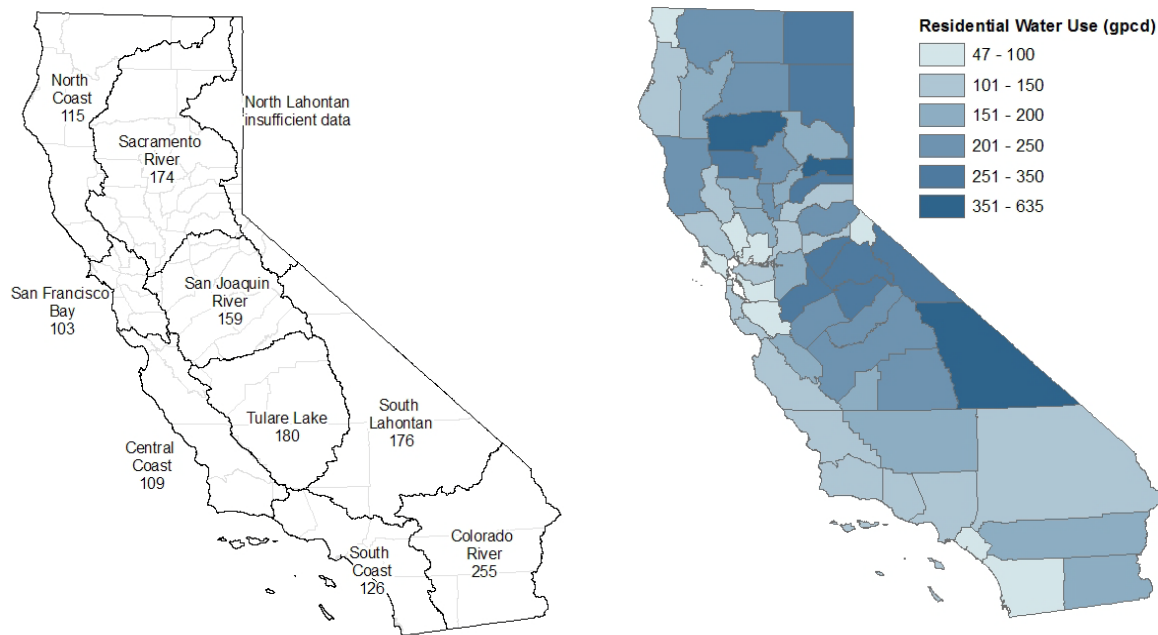 North
Coast
115
North Lahontan
insufficient data
Sacramento
River
174
San Francisco
Bay
103
San Joaquin
River
159
Tulare Lake
180
South
Lahontan
176
Central
Coast
109
South
Coast
126
Colorado
River
255
Residential Water Use (gpcd)
47 - 100
101 - 150
151 - 200
201 - 250
251 - 350
351 - 635